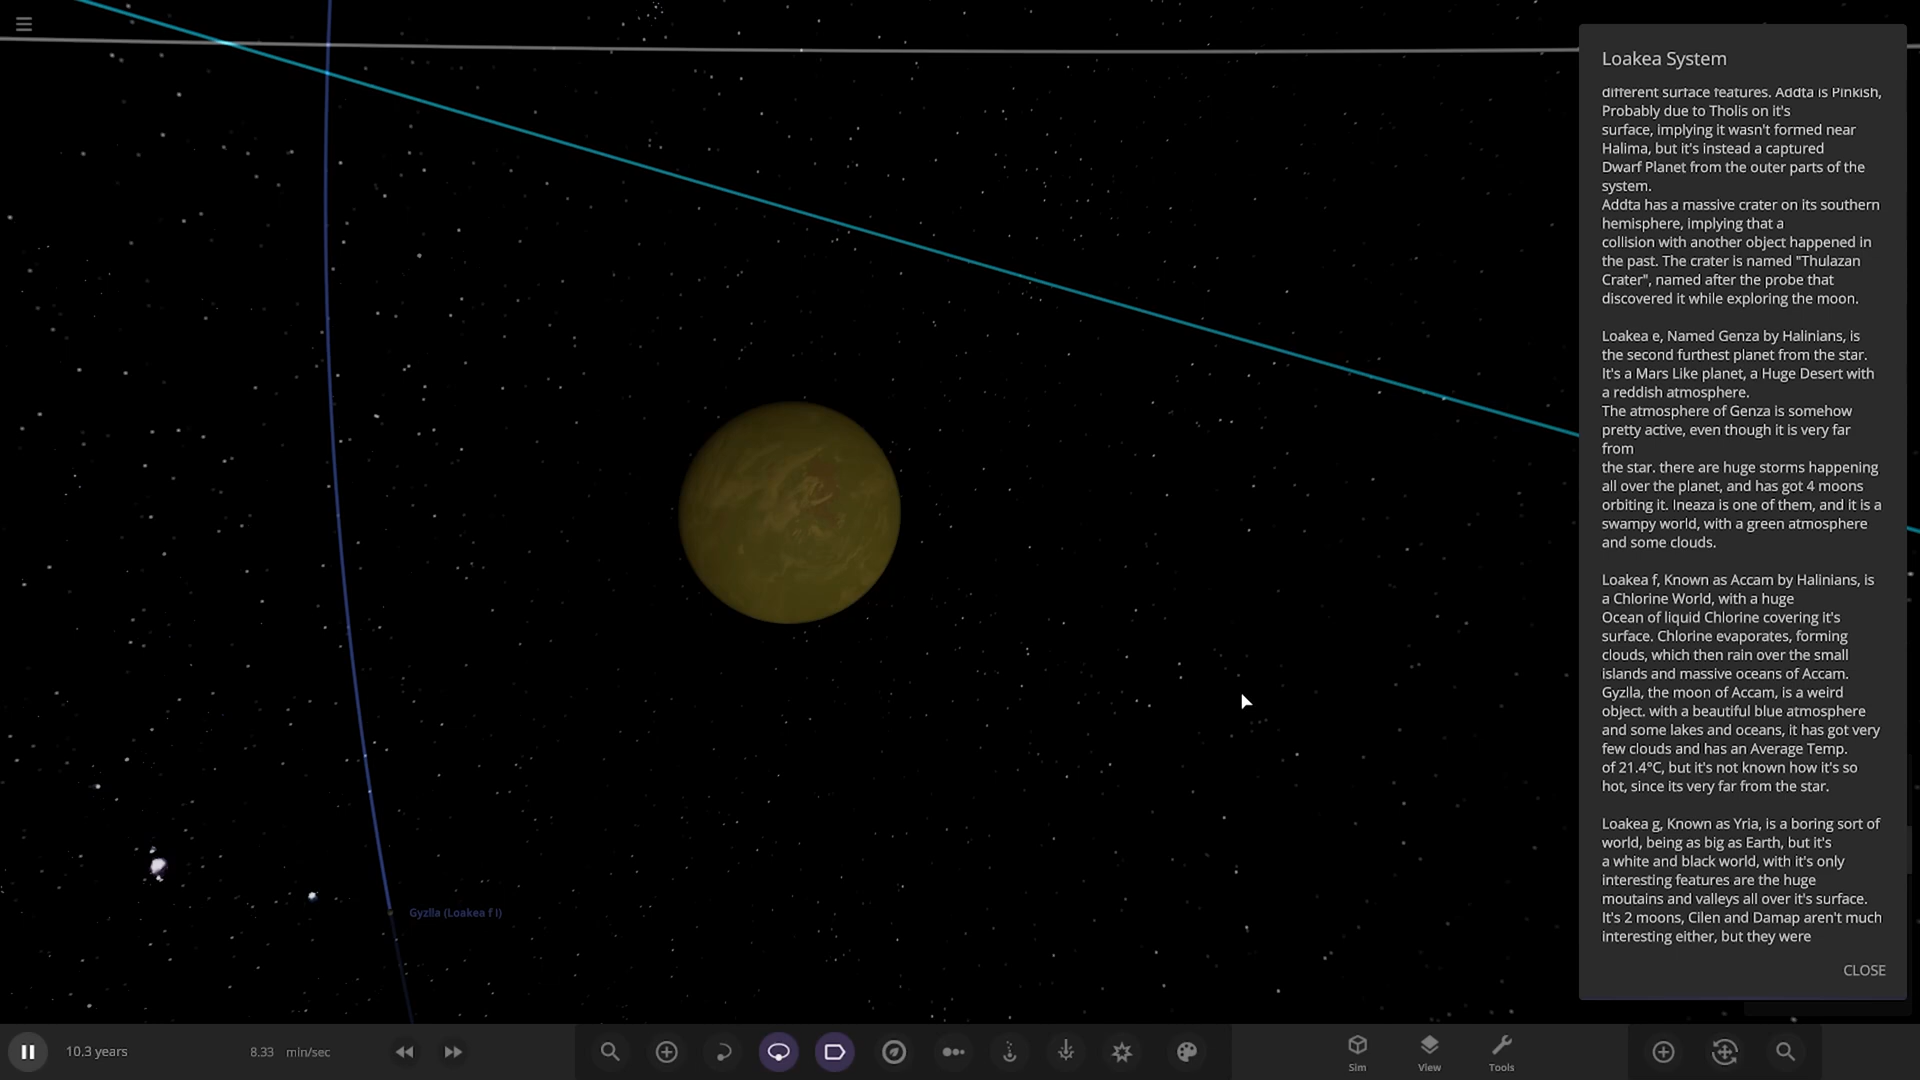 Loakea System
different surface features. Addta is Pinkish,
Probably due to Tholis on it's
surface, implying it wasn't formed near
Halima, but it's instead a captured
Dwarf Planet from the outer parts of the
system.
Addta has a massive crater on its southern
hemisphere, implying that a
collision with another object happened in
the past. The crater is named "Thulazan
Crater", named after the probe that
discovered it while exploring the moon.
Loakea e, Named Genza by Halinians, is
the second furthest planet from the star.
It's a Mars Like planet, a Huge Desert with
a reddish atmosphere.
The atmosphere of Genza is somehow
pretty active, even though it is very far
from
the star. there are huge storms happening
all over the planet, and has got 4 moons
orbiting it. Ineaza is one of them, and it is a
swampy world, with a green atmosphere
and some clouds.
Loakea f, Known as Accam by Halinians, is
a Chlorine World, with a huge
Ocean of liquid Chlorine covering it's
surface. Chlorine evaporates, forming
clouds, which then rain over the small
islands and massive oceans of Accam.
Gyzlla, the moon of Accam, is a weird
object. with a beautiful blue atmosphere
and some lakes and oceans, it has got very
few clouds and has an Average Temp.
of 21.4°C, but it's not known how it's so
hot, since its very far from the star.
Loakea g, Known as Yria, is a boring sort of
world, being as big as Earth, but it's
a white and black world, with it's only
interesting features are the huge
moutains and valleys all over it's surface.
It's 2 moons, Cilen and Damap aren't much
interesting either, but they were
CLOSE
Gyzlla (Loakea f I)
10.3 years
8.33 min/sec
Sim
View
Tools